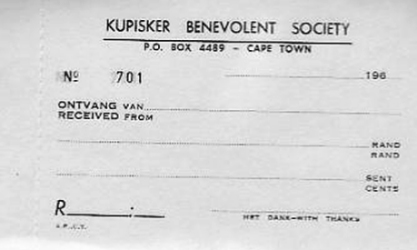 KUPISKER BENEVOLENT SOCIETY
P.O. BOX 4489 – CAPE TOWN
Nº 701 196
ONTVANG VAN
RECEIVED FROM
RAND
RAND
SENT
CENTS
R :
MET DANK—WITH THANKS